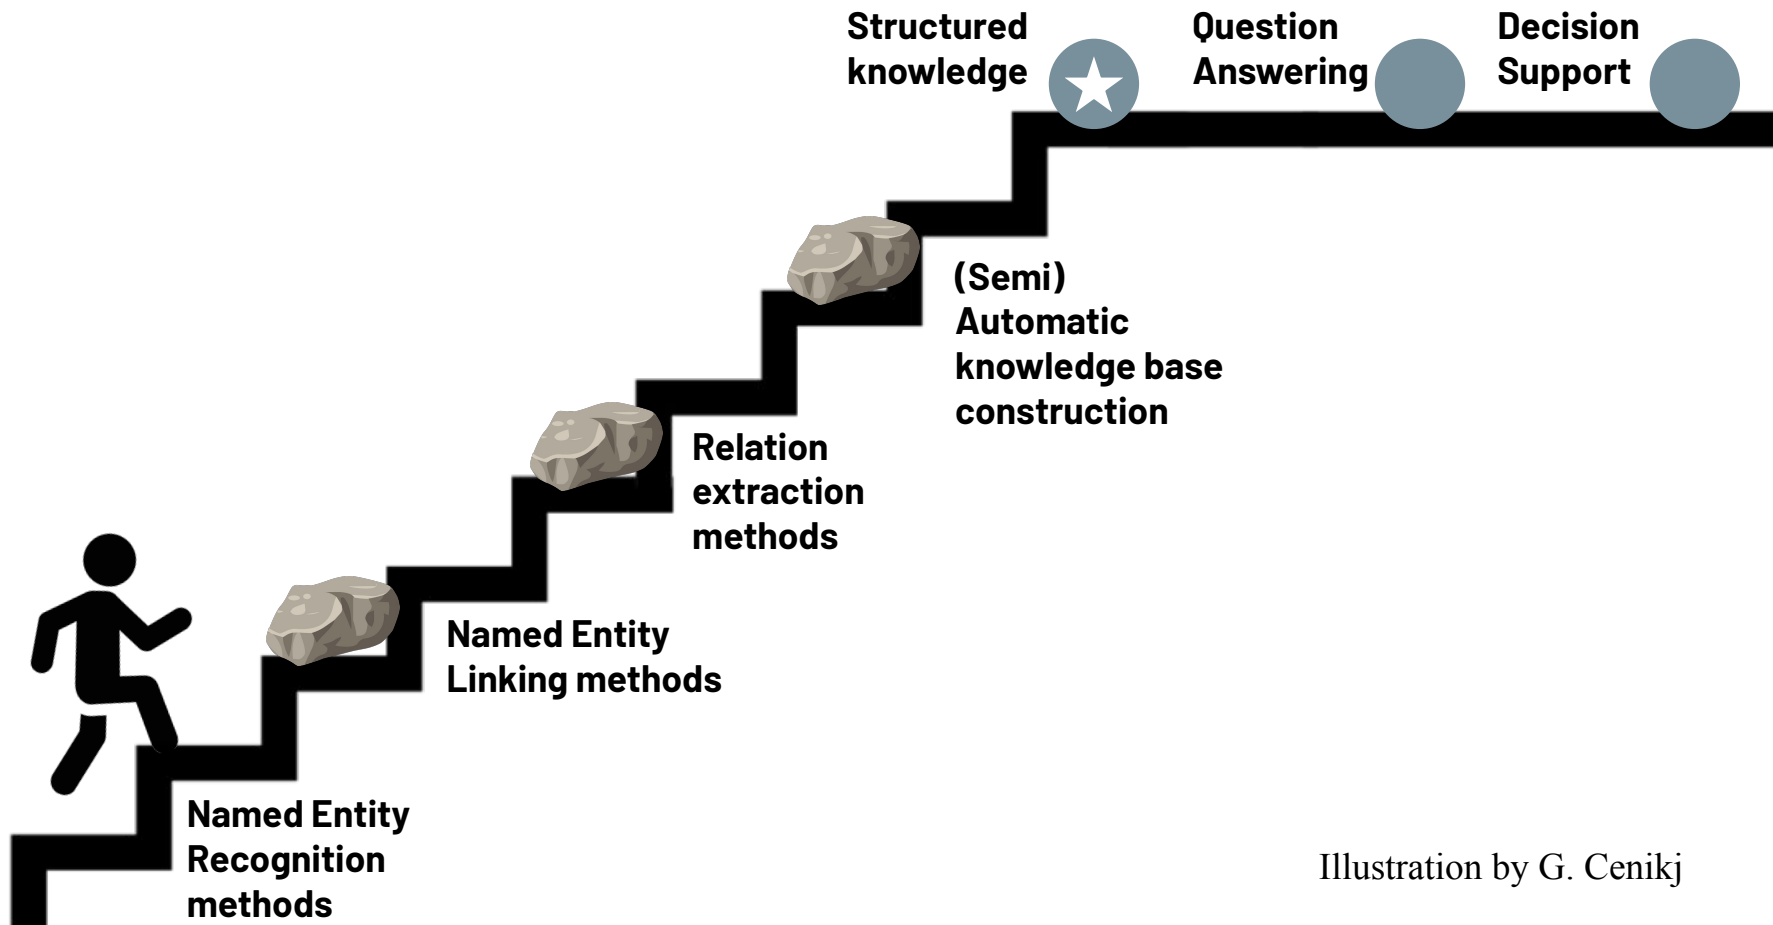 Structured
knowledge
Question
Answering
Decision
Support
(Semi)
Automatic
knowledge base
construction
Relation
extraction
methods
Named Entity
Linking methods
Named Entity
Recognition
methods
Illustration by G. Cenikj